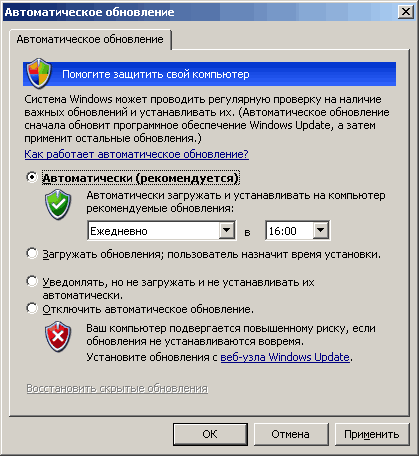 Автоматическое обновление
Автоматическое обновление
Помогите защитить свой компьютер
Система Windows может проводить регулярную проверку на наличие
важных обновлений и устанавливать их. (Автоматическое обновление
сначала обновит программное обеспечение Windows Update, а затем
применит остальные обновления.)
Как работает автоматическое обновление?
Автоматически (рекомендуется)
Автоматически загружать и устанавливать на компьютер
рекомендуемые обновления:
Ежедневно в 16:00
Загружать обновления; пользователь назначит время установки.
Уведомлять, но не загружать и не устанавливать их
автоматически.
Отключить автоматическое обновление.
Ваш компьютер подвергается повышенному риску, если
обновления не устанавливаются вовремя.
Установите обновления с веб-узла Windows Update.
Восстановить скрытые обновления
ОК Отмена Применить